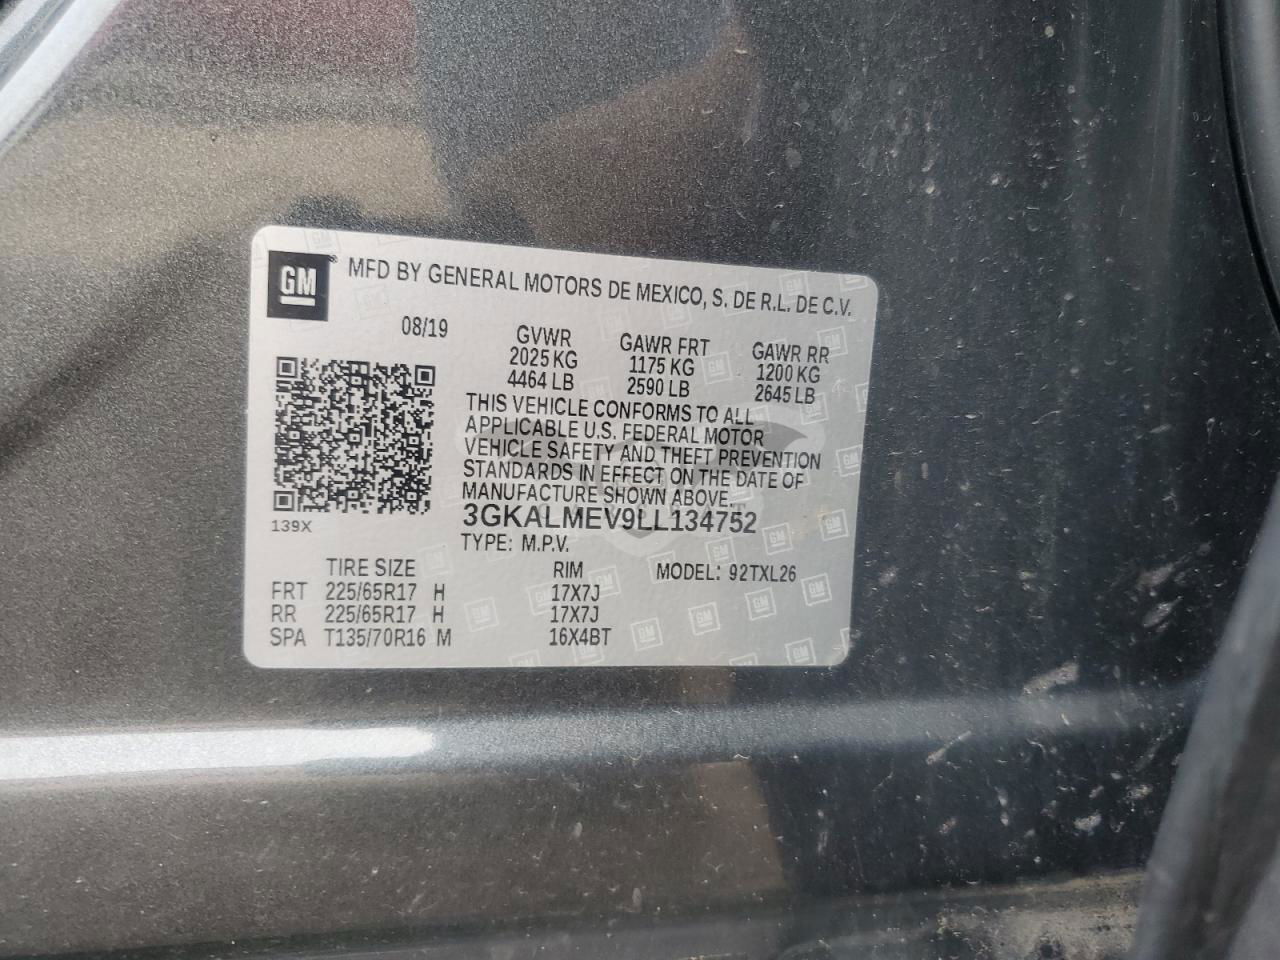 GM
MFD BY GENERAL MOTORS DE MEXICO, S. DE R.L. DE C.V.
08/19
GVWR
2025 KG
4464 LB
GAWR FRT
1175 KG
2590 LB
GAWR RR
1200 KG
2645 LB
THIS VEHICLE CONFORMS TO ALL
APPLICABLE U.S. FEDERAL MOTOR
VEHICLE SAFETY AND THEFT PREVENTION
STANDARDS IN EFFECT ON THE DATE OF
MANUFACTURE SHOWN ABOVE.
3GKALMEV9LL134752
TYPE: M.P.V.
139X
TIRE SIZE RIM MODEL: 92TXL26
FRT 225/65R17 H 17X7J
RR 225/65R17 H 17X7J
SPA T135/70R16 M 16X4BT